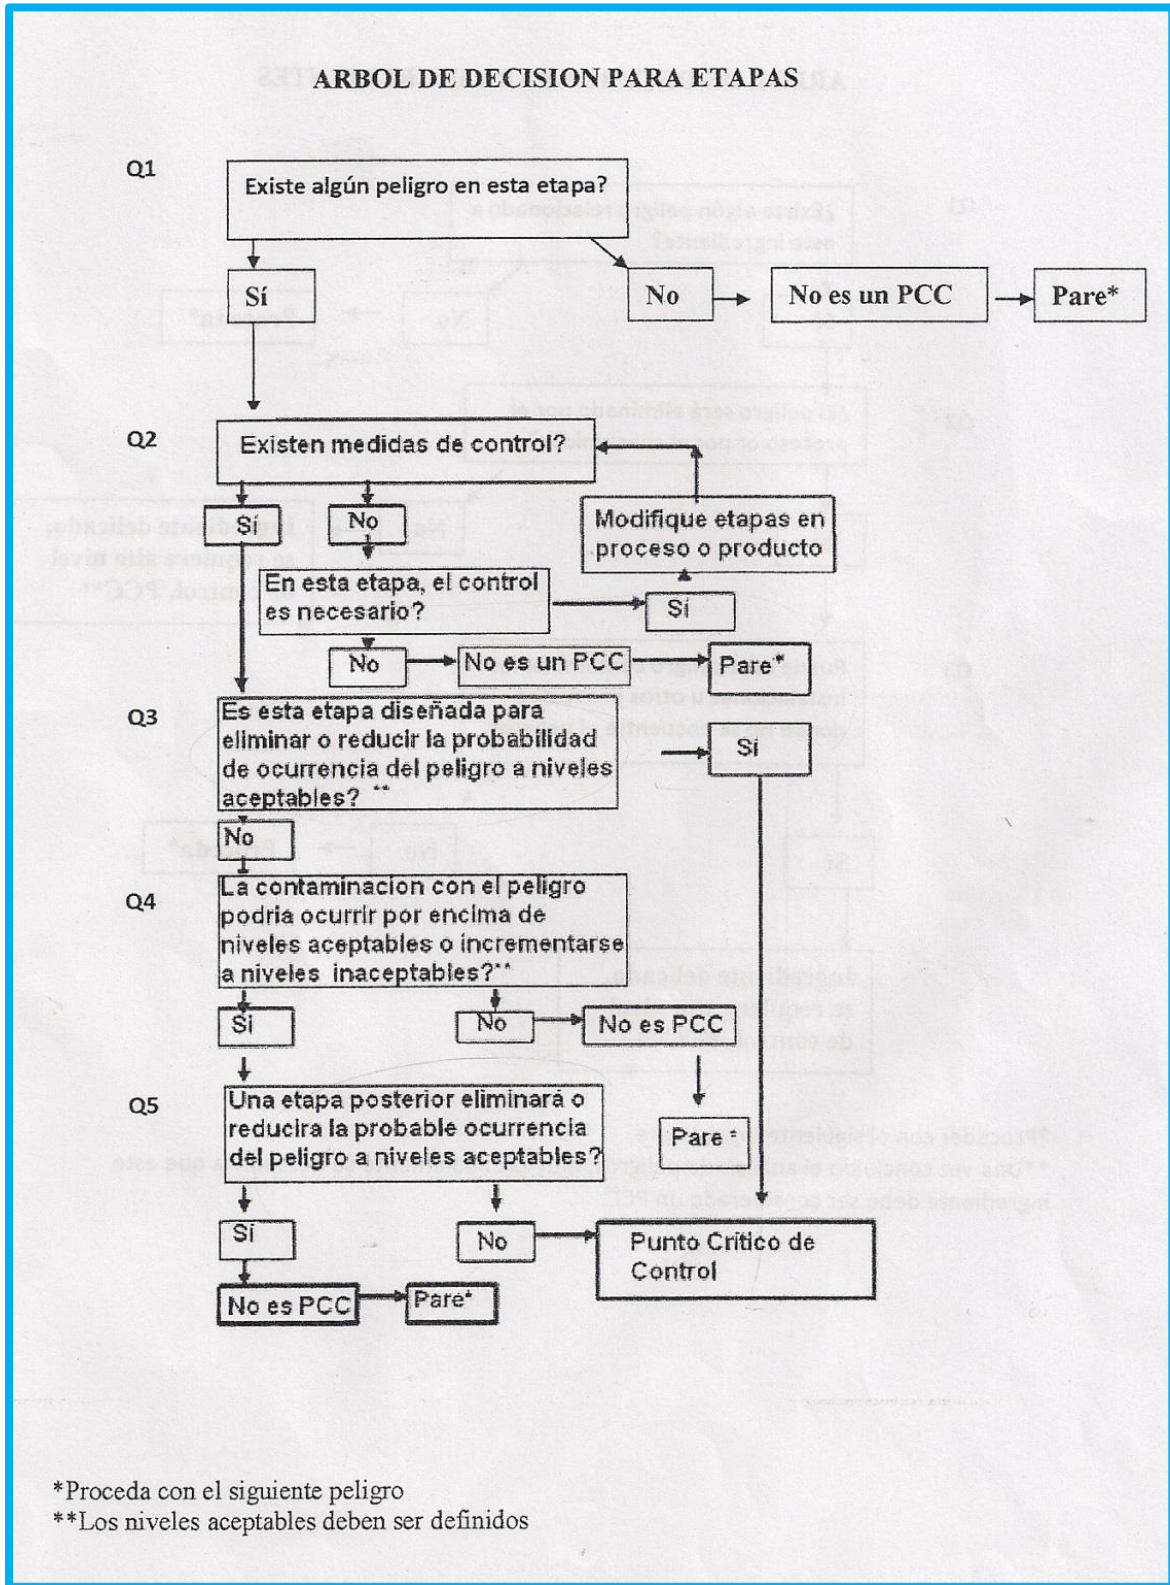 ARBOL DE DECISION PARA ETAPAS
Q1
Existe algún peligro en esta etapa?
Sí
No
No es un PCC
Pare*
Q2
Existen medidas de control?
Sí
No
Modifique etapas en
proceso o producto
En esta etapa, el control
es necesario?
Sí
No
No es un PCC
Pare*
Q3
Es esta etapa diseñada para
eliminar o reducir la probabilidad
de ocurrencia del peligro a niveles
aceptables? **
Sí
No
Q4
La contaminacion con el peligro
podria ocurrir por encima de
niveles aceptables o incrementarse
a niveles inaceptables?**
Si
No
No es PCC
Pare *
Q5
Una etapa posterior eliminará o
reducira la probable ocurrencia
del peligro a niveles aceptables?
Sí
No
Punto Crítico de
Control
No es PCC
Pare*
*Proceda con el siguiente peligro
**Los niveles aceptables deben ser definidos